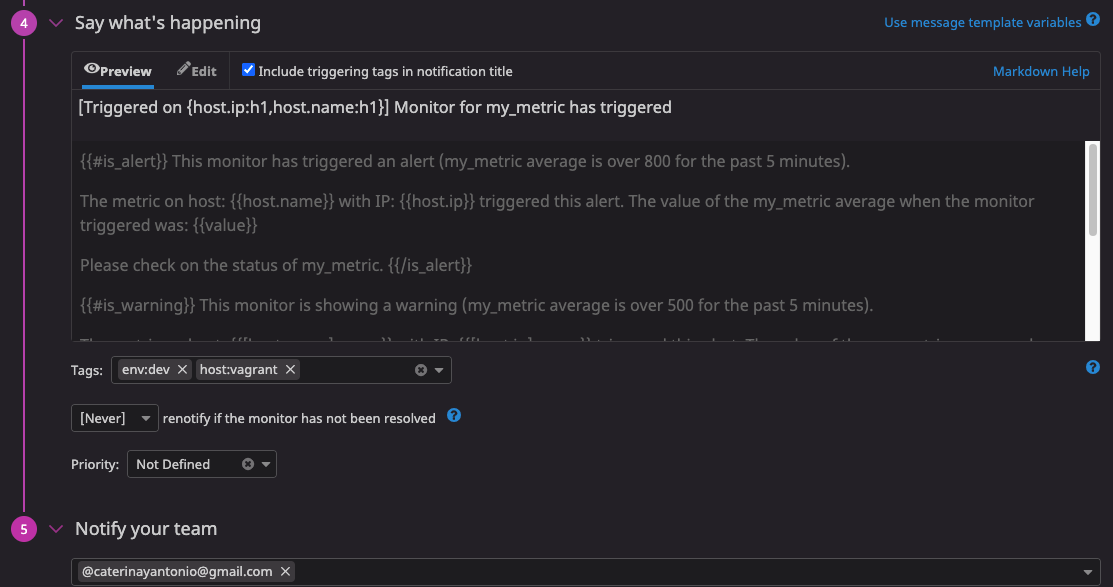 4 Say what's happening Use message template variables ?
Preview Edit Include triggering tags in notification title Markdown Help
[Triggered on {host.ip:h1,host.name:h1}] Monitor for my_metric has triggered
{{#is_alert}} This monitor has triggered an alert (my_metric average is over 800 for the past 5 minutes).
The metric on host: {{host.name}} with IP: {{host.ip}} triggered this alert. The value of the my_metric average when the monitor
triggered was: {{value}}
Please check on the status of my_metric. {{/is_alert}}
{{#is_warning}} This monitor is showing a warning (my_metric average is over 500 for the past 5 minutes).
Tags: env:dev × host:vagrant × ?
[Never] renotify if the monitor has not been resolved ?
Priority: Not Defined
5 Notify your team
@caterinayantonio@gmail.com ×